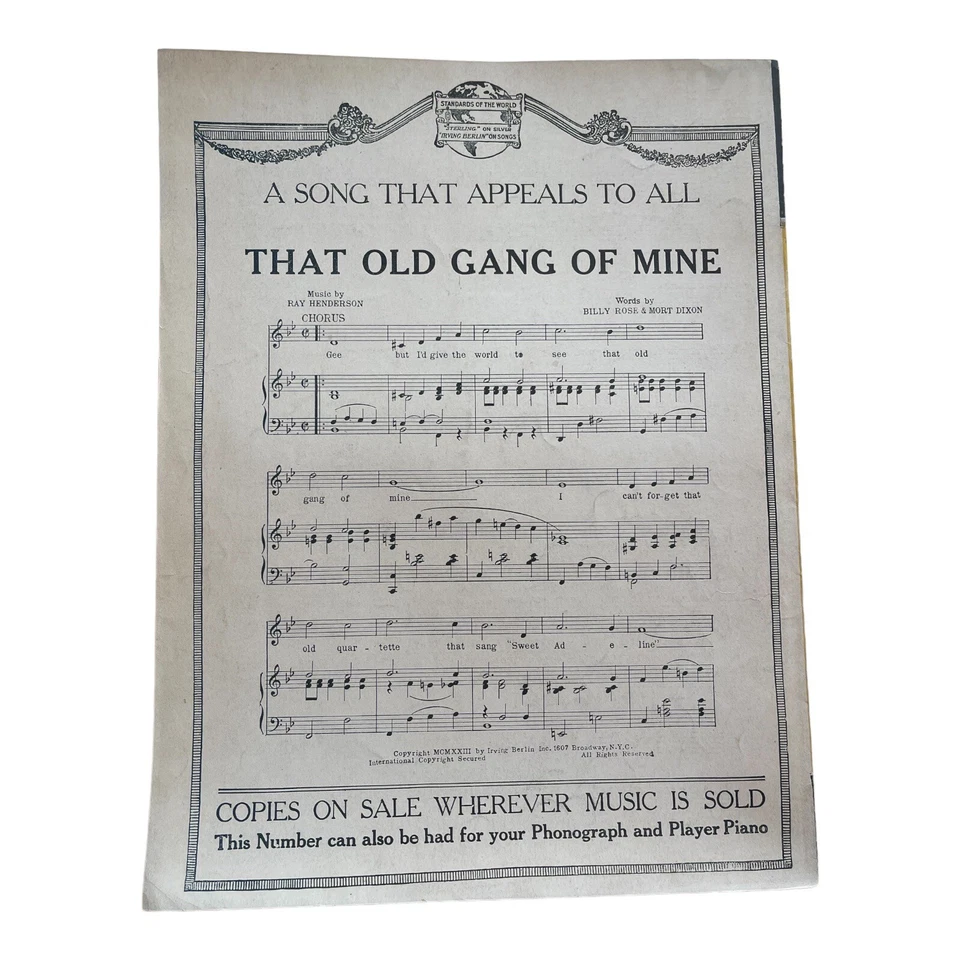 STANDARDS OF THE WORLD
"STERLING" ON SILVER
"IRVING BERLIN" ON SONGS
A SONG THAT APPEALS TO ALL
THAT OLD GANG OF MINE
Music by
RAY HENDERSON
Words by
BILLY ROSE & MORT DIXON
CHORUS
Gee but I'd give the world to see that old
gang of mine I can't for-get that
old quar - tette that sang "Sweet Ad - e - line"
Copyright MCMXXIII by Irving Berlin Inc. 1607 Broadway, N.Y.C.
International Copyright Secured All Rights Reserved
COPIES ON SALE WHEREVER MUSIC IS SOLD
This Number can also be had for your Phonograph and Player Piano